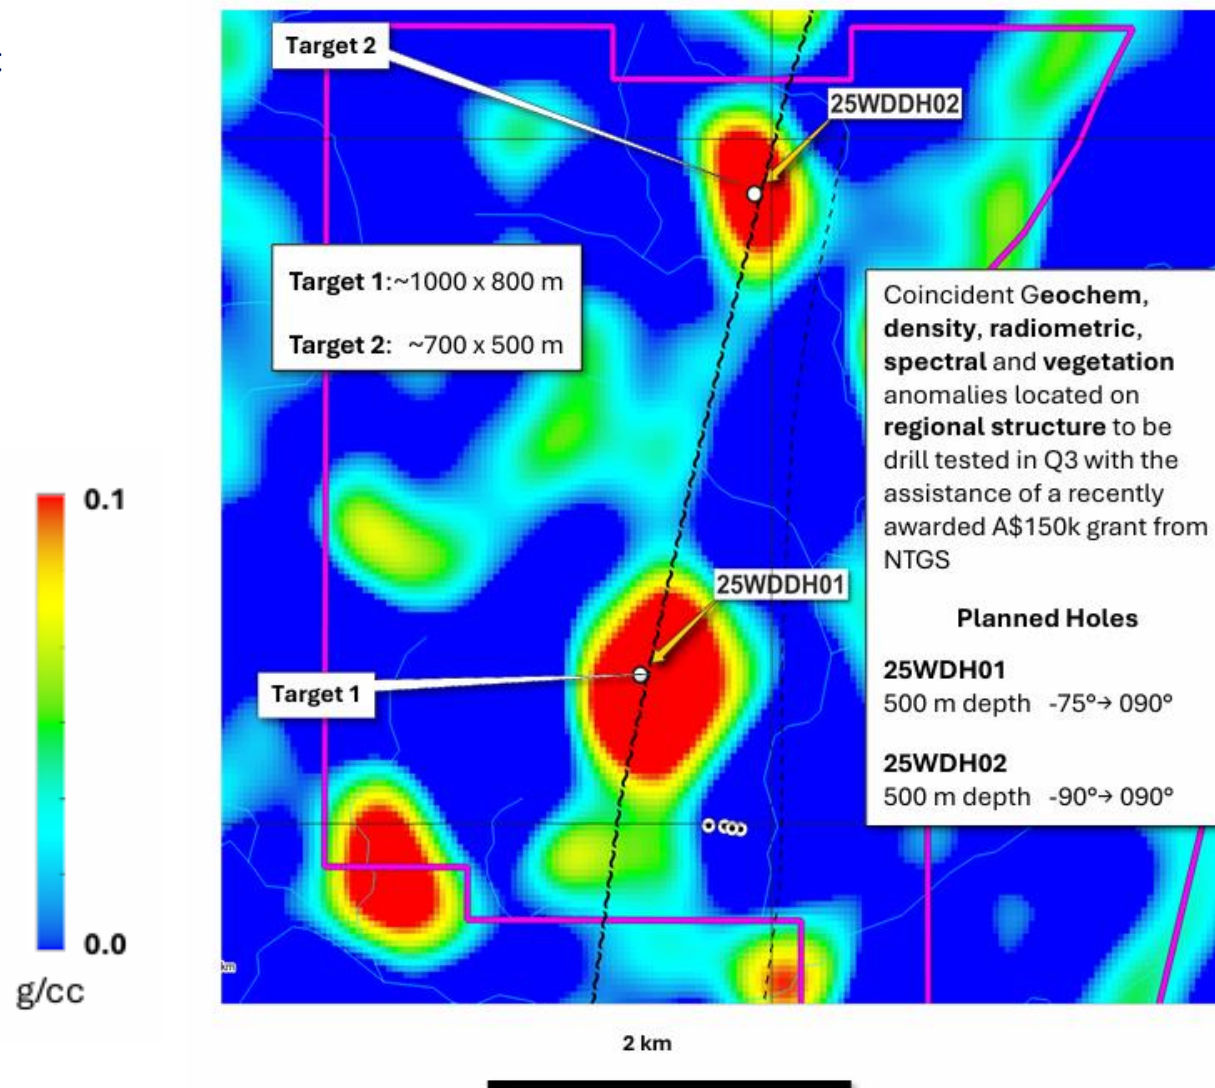 Target 2
25WDDH02
Target 1:~1000 x 800 m
Target 2: ~700 x 500 m
Coincident Geochem,
density, radiometric,
spectral and vegetation
anomalies located on
regional structure to be
drill tested in Q3 with the
assistance of a recently
awarded A$150k grant from
NTGS
Planned Holes
25WDH01
500 m depth -75°→ 090°
25WDH02
500 m depth -90°→ 090°
25WDDH01
Target 1
0.1
0.0
g/cc
km
2 km